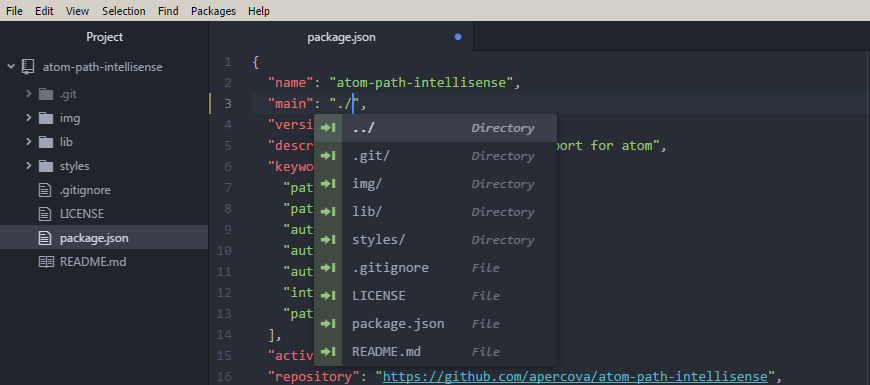 File Edit View Selection Find Packages Help
Project
atom-path-intellisense
.git
img
lib
styles
.gitignore
LICENSE
package.json
README.md
package.json
1 {
2 "name": "atom-path-intellisense",
3 "main": "./",
4 "versi
5 "descr ort for atom",
6 "keywo
7 "pat
8 "pat
9 "aut
10 "aut
11 "aut
12 "int
13 "pat
14 ],
15 "activ
16 "repository": "https://github.com/apercova/atom-path-intellisense",
../ Directory
.git/ Directory
img/ Directory
lib/ Directory
styles/ Directory
.gitignore File
LICENSE File
package.json File
README.md File